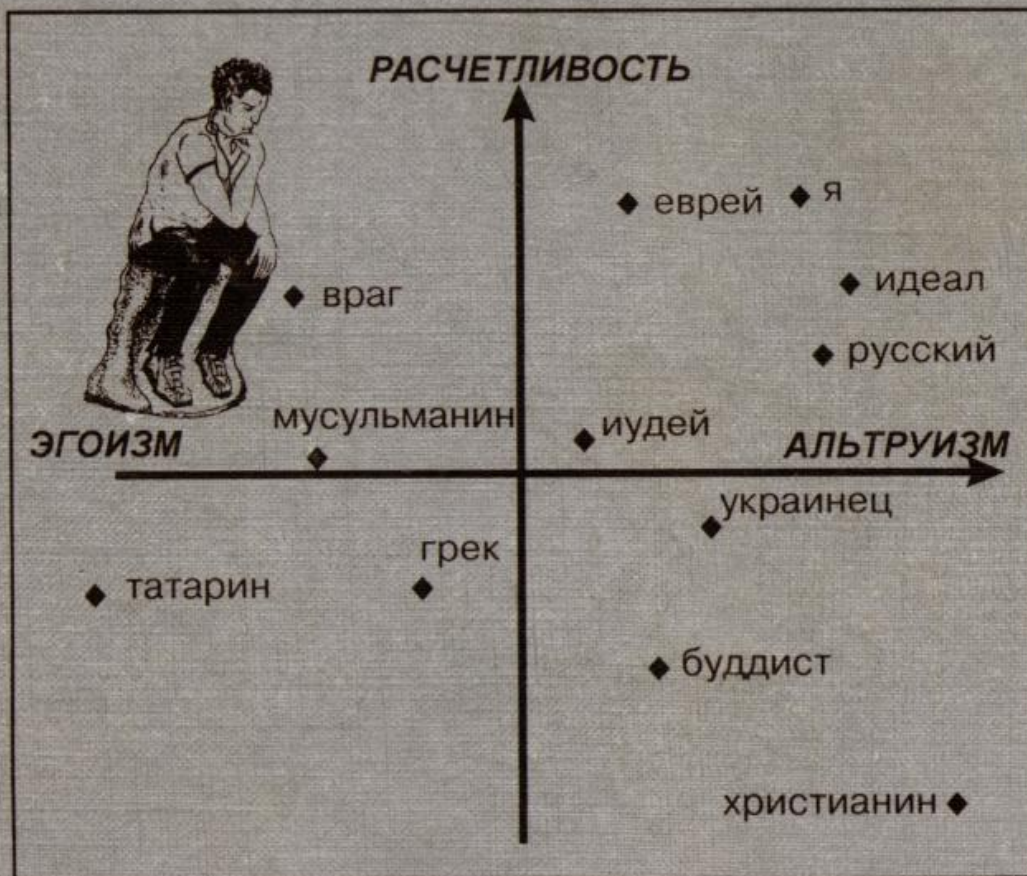 РАСЧЕТЛИВОСТЬ
еврей
я
идеал
враг
русский
мусульманин
иудей
ЭГОИЗМ
АЛЬТРУИЗМ
украинец
грек
татарин
буддист
христианин